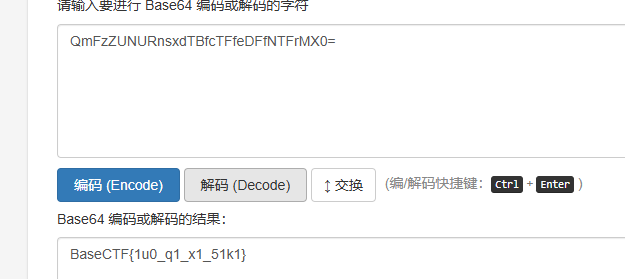 请输入要进行 Base64 编码或解码的字符
QmFzZUNURnsxdTBfcTFfeDFfNTFrMX0=
编码 (Encode) 解码 (Decode) ↕ 交换 (编/解码快捷键：Ctrl + Enter )
Base64 编码或解码的结果：
BaseCTF{1u0_q1_x1_51k1}